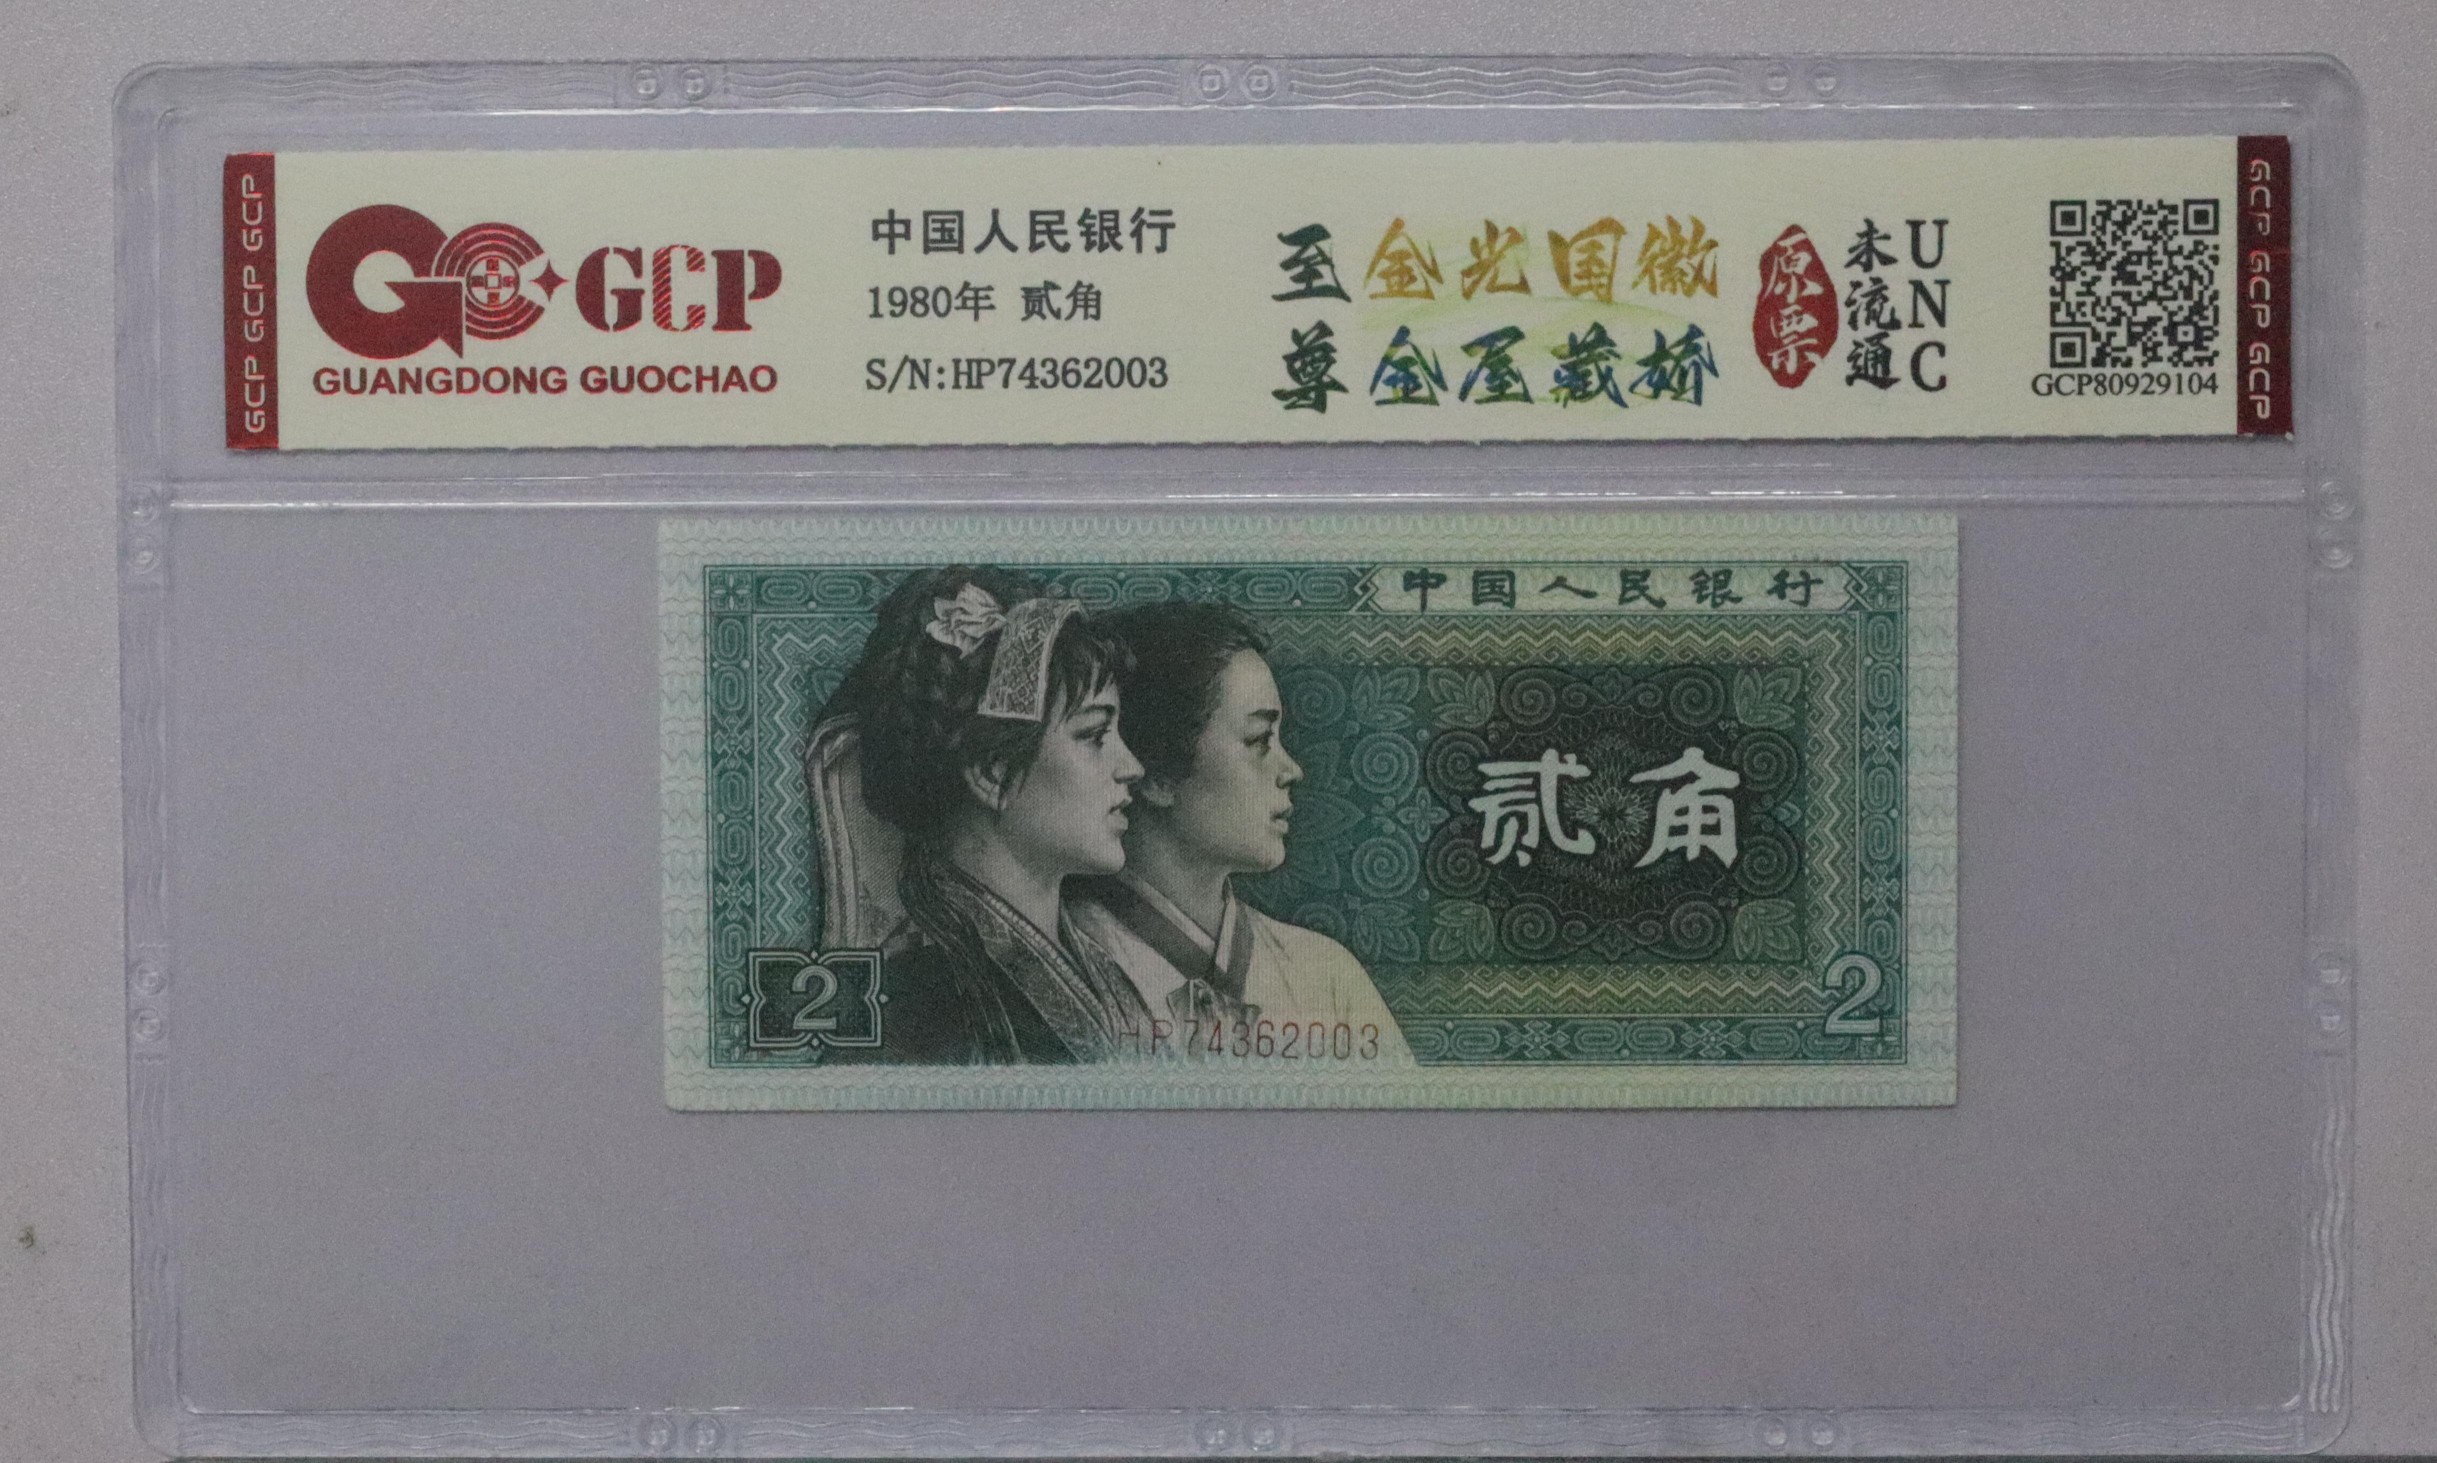 GCP GCP GCP
GCP
GUANGDONG GUOCHAO
中国人民银行
1980年 贰角
S/N:HP74362003
至尊
金光国徽
金屋藏娇
原票
未流通
UNC
GCP80929104
GCP GCP GCP
中国人民银行
贰角
2
2
HP74362003